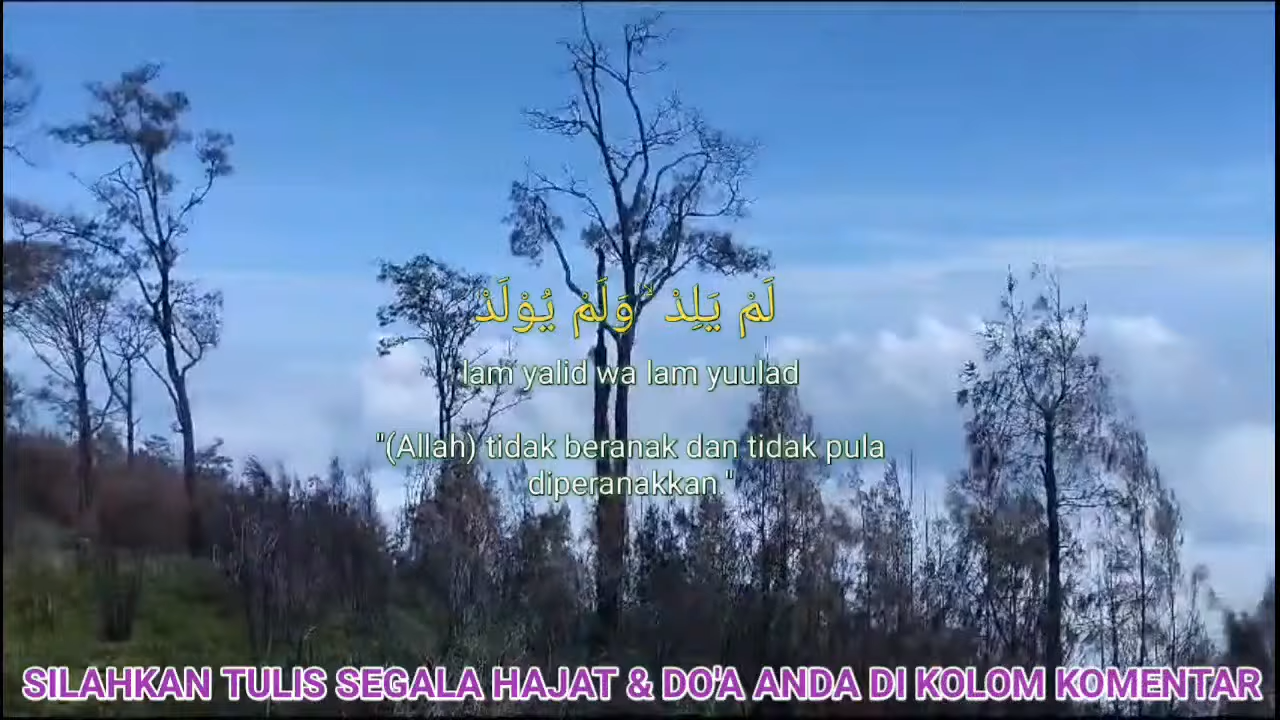 لَمْ يَلِدْ ۙ وَلَمْ يُوْلَدْ
lam yalid wa lam yuulad
"(Allah) tidak beranak dan tidak pula
diperanakkan."
SILAHKAN TULIS SEGALA HAJAT & DO'A ANDA DI KOLOM KOMENTAR